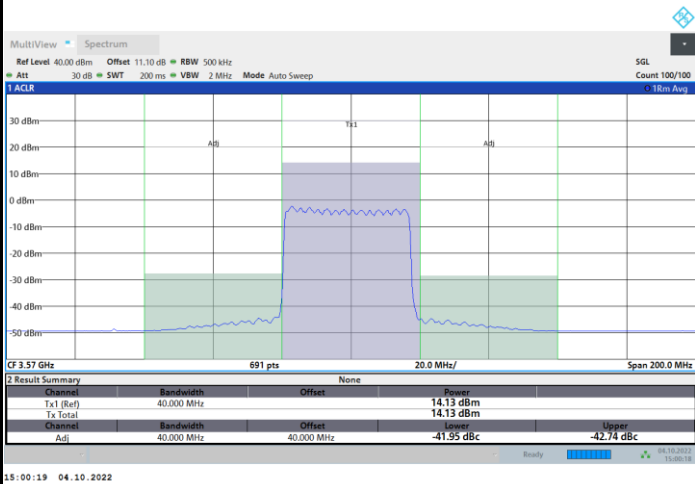 MultiView Spectrum
Ref Level 40.00 dBm Offset 11.10 dB RBW 500 kHz SGL
Att 30 dB SWT 200 ms VBW 2 MHz Mode Auto Sweep Count 100/100
1 ACLR 1Rm Avg
30 dBm
Tx1
20 dBm
Adj Adj
10 dBm
0 dBm
-10 dBm
-20 dBm
-30 dBm
-40 dBm
-50 dBm
CF 3.57 GHz 691 pts 20.0 MHz/ Span 200.0 MHz
2 Result Summary None
Channel Bandwidth Offset Power
Tx1 (Ref) 40.000 MHz 14.13 dBm
Tx Total 14.13 dBm
Channel Bandwidth Offset Lower Upper
Adj 40.000 MHz 40.000 MHz -41.95 dBc -42.74 dBc
Ready 04.10.2022
15:00:18
15:00:19 04.10.2022